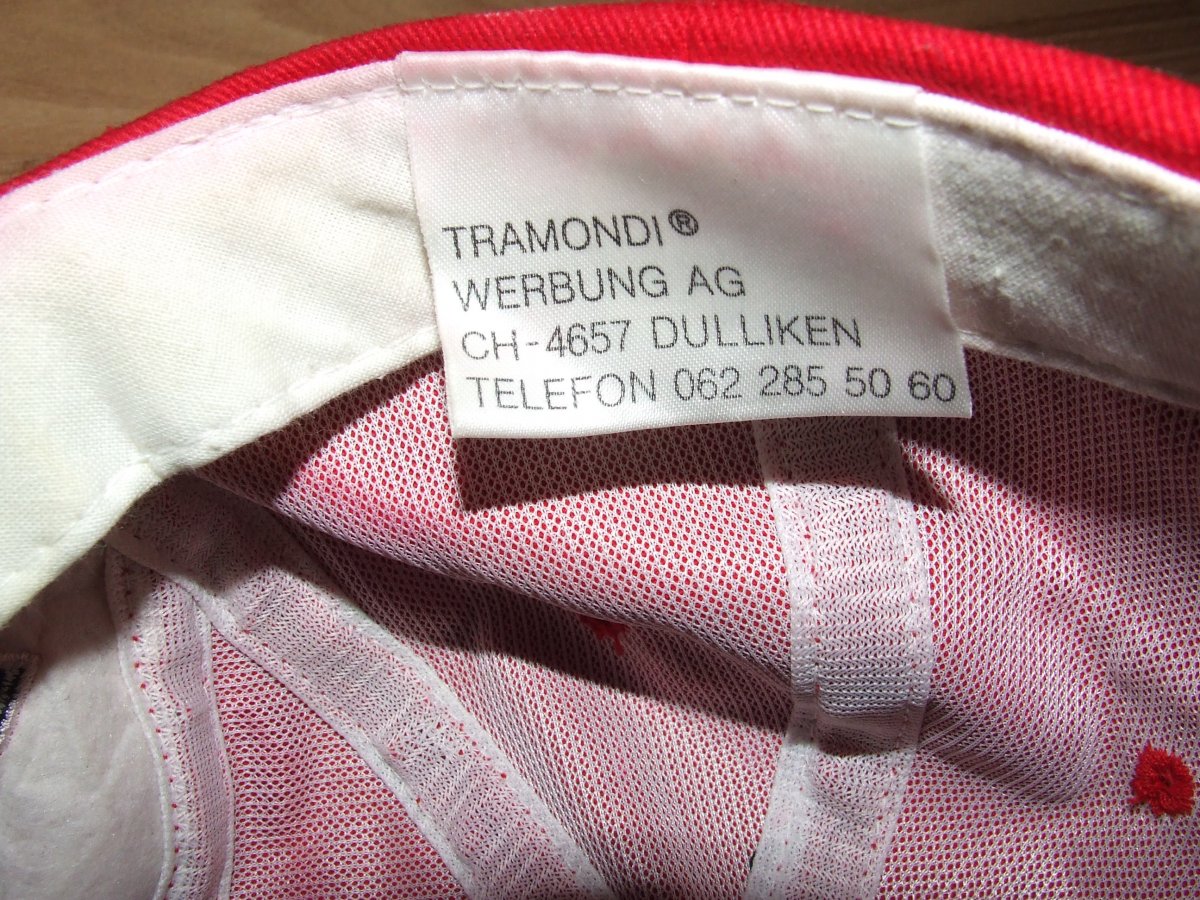 TRAMONDI®
WERBUNG AG
CH-4657 DULLIKEN
TELEFON 062 285 50 60